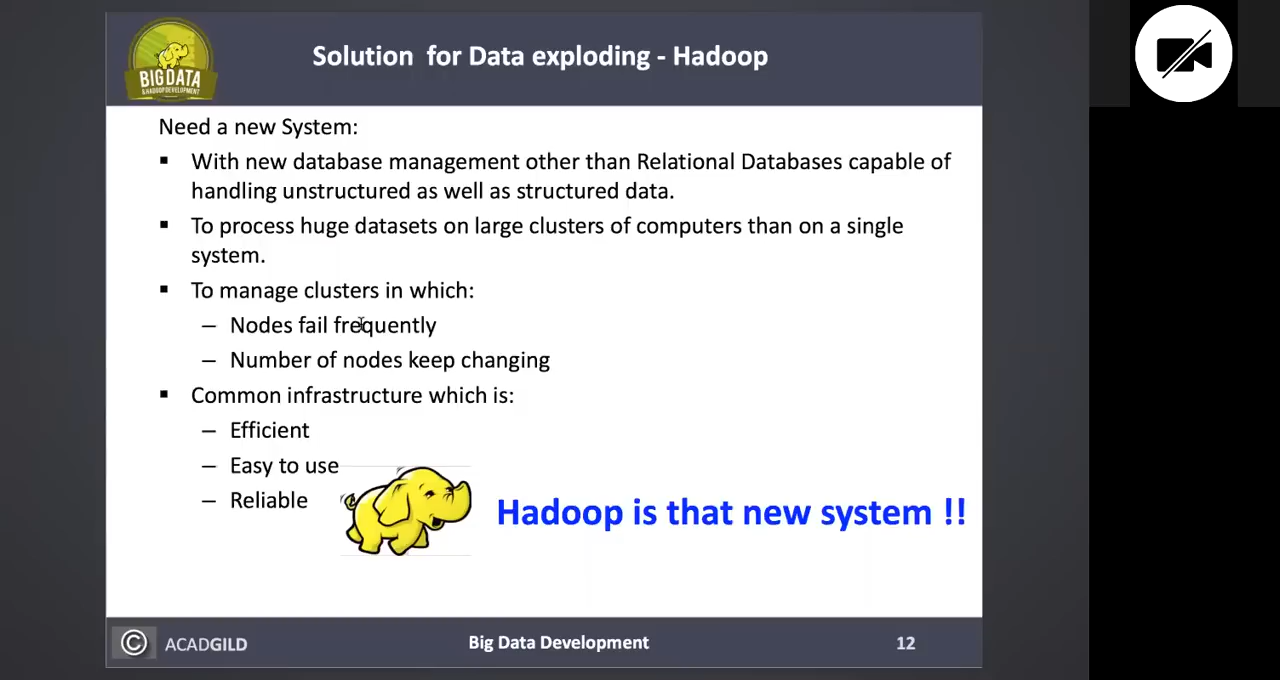 Solution for Data exploding - Hadoop
BIG DATA
& HADOOP DEVELOPMENT
Need a new System:
▪ With new database management other than Relational Databases capable of
handling unstructured as well as structured data.
▪ To process huge datasets on large clusters of computers than on a single
system.
▪ To manage clusters in which:
– Nodes fail frequently
– Number of nodes keep changing
▪ Common infrastructure which is:
– Efficient
– Easy to use
– Reliable
Hadoop is that new system !!
© ACADGILD
Big Data Development
12